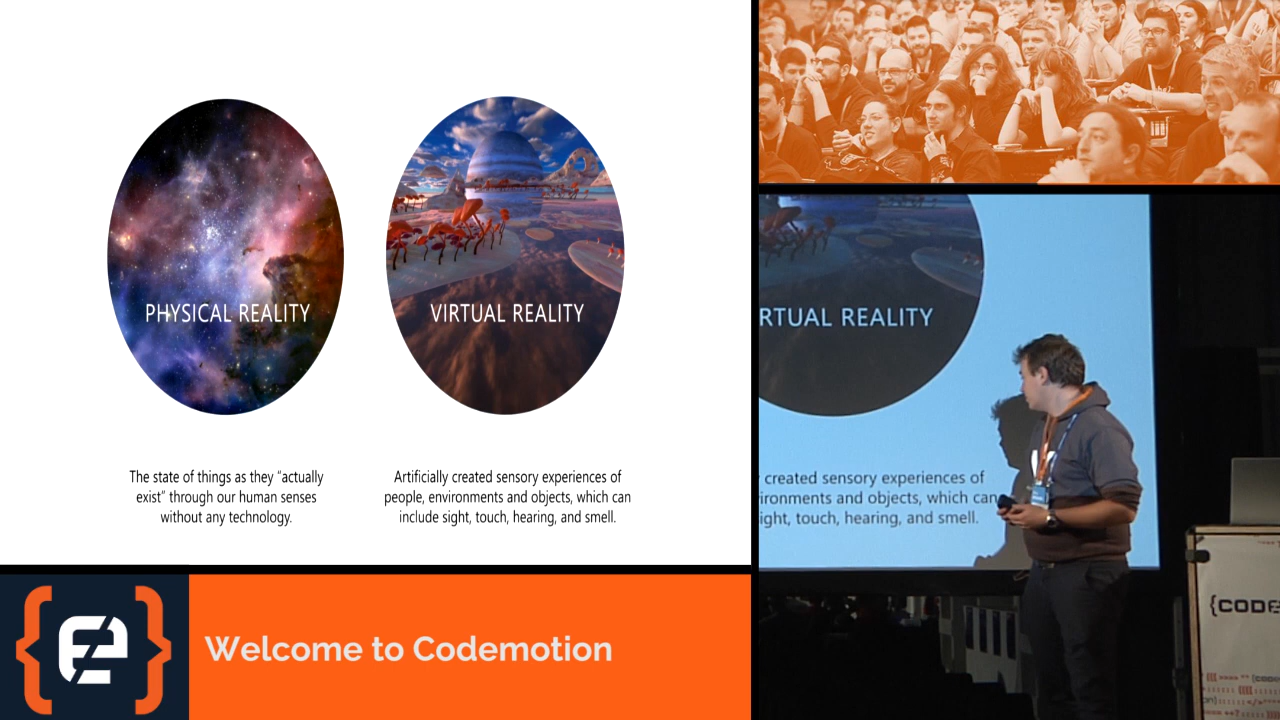 PHYSICAL REALITY
VIRTUAL REALITY
The state of things as they “actually
exist” through our human senses
without any technology.
Artificially created sensory experiences of
people, environments and objects, which can
include sight, touch, hearing, and smell.
Welcome to Codemotion
RTUAL REALITY
created sensory experiences of
ironments and objects, which can
ight, touch, hearing, and smell.
{CODE